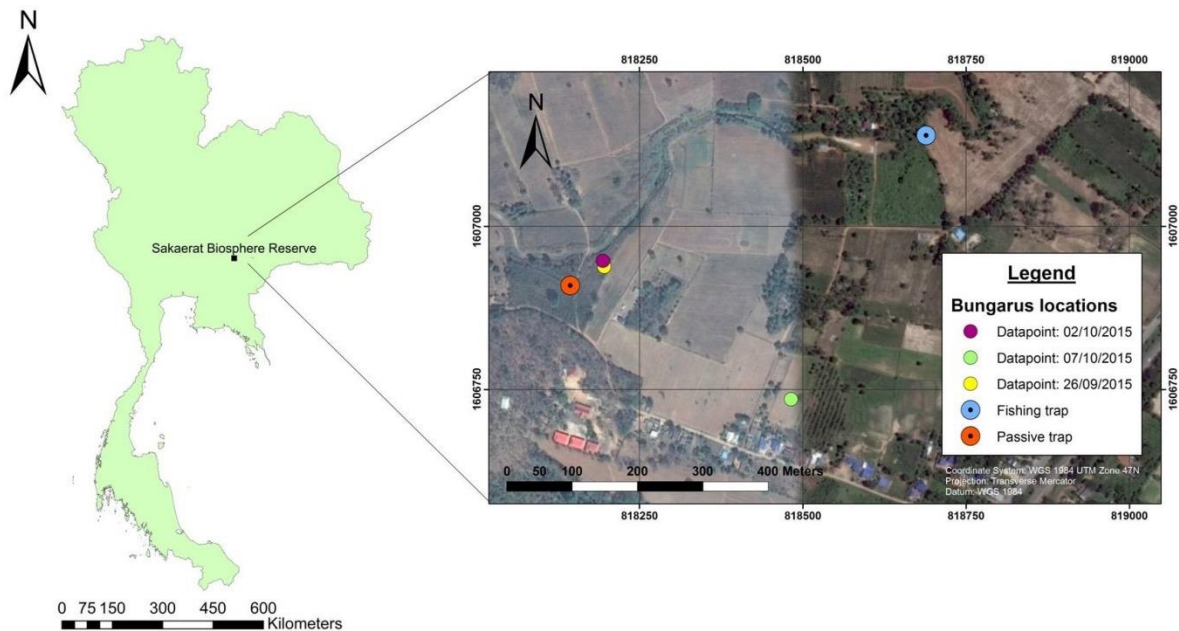 N
Sakaerat Biosphere Reserve
0 75 150 300 450 600
Kilometers
818250 818500 818750 819000
N
1607000
1607000
1606750
1606750
Legend
Bungarus locations
Datapoint: 02/10/2015
Datapoint: 07/10/2015
Datapoint: 26/09/2015
Fishing trap
Passive trap
0 50 100 200 300 400 Meters
Coordinate System: WGS 1984 UTM Zone 47N
Projection: Transverse Mercator
Datum: WGS 1984
818250 818500 818750 819000